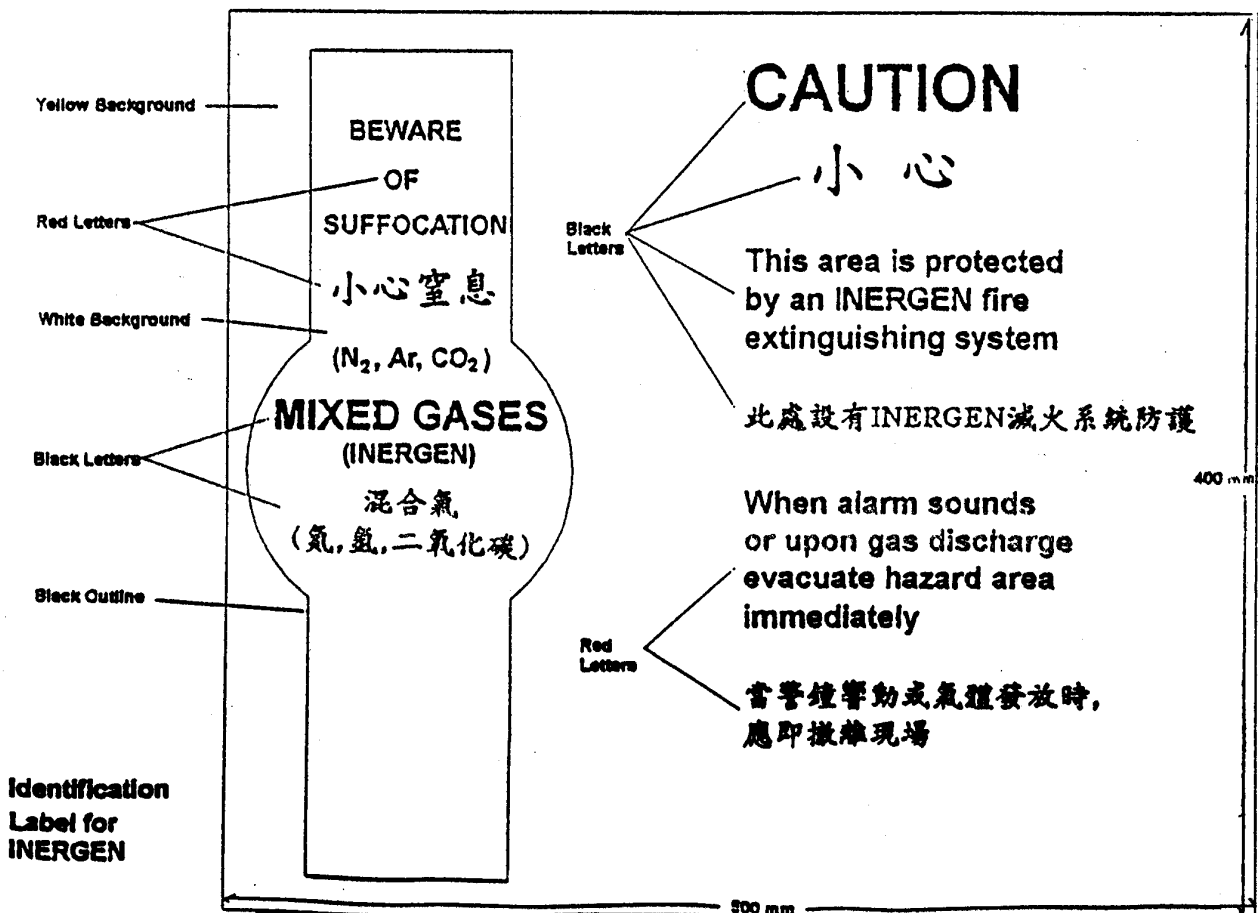 Yellow Background
Red Letters
White Background
Black Letters
Black Outline
Identification
Label for
INERGEN
BEWARE
OF
SUFFOCATION
小心窒息
(N₂, Ar, CO₂)
MIXED GASES
(INERGEN)
混合氣
(氮,氬,二氧化碳)
Black
Letters
Red
Letters
CAUTION
小心
This area is protected
by an INERGEN fire
extinguishing system
此處設有INERGEN滅火系統防護
When alarm sounds
or upon gas discharge
evacuate hazard area
immediately
當警鐘響動或氣體發放時,
應即撤離現場
400 mm
mm